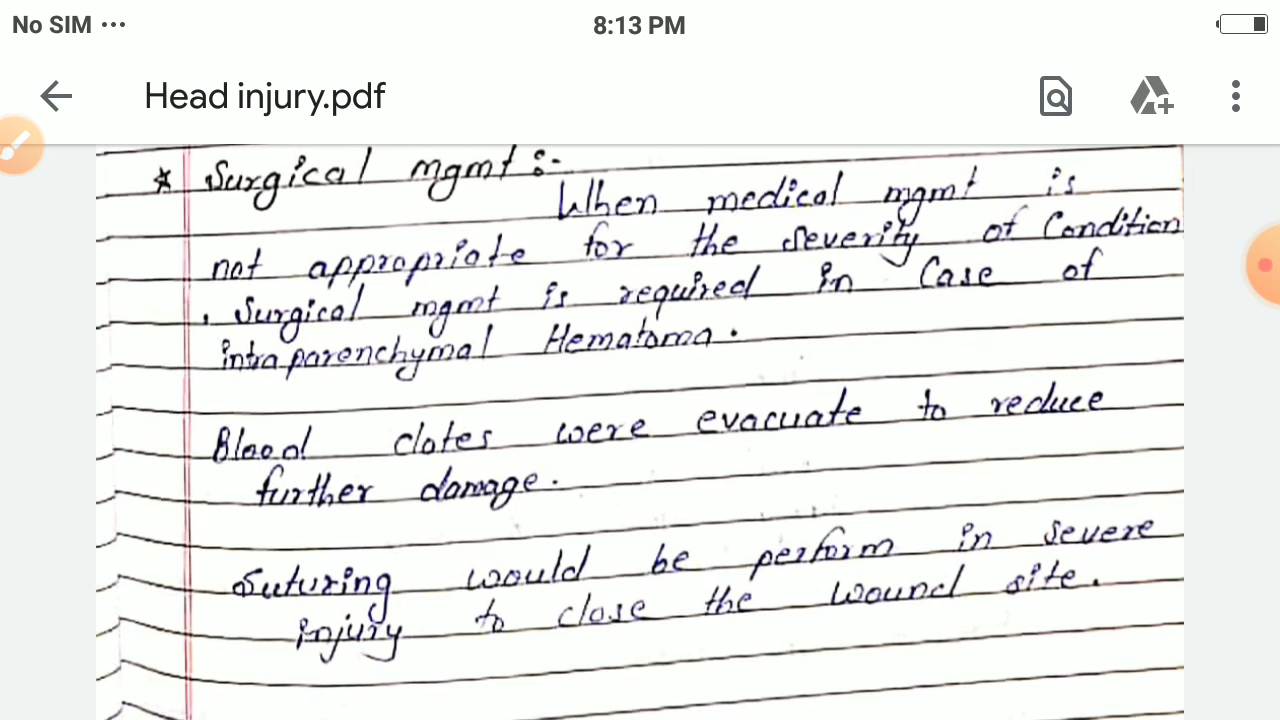 No SIM ...
8:13 PM
Head injury.pdf
* Surgical mgmt :-
When medical mgmt is
not appropriate for the severity of Condition
. Surgical mgmt is required in Case of
intraparenchymal Hematoma.
Blood clotes were evacuate to reduce
further damage.
Suturing would be perform in severe
injury to close the wound site.